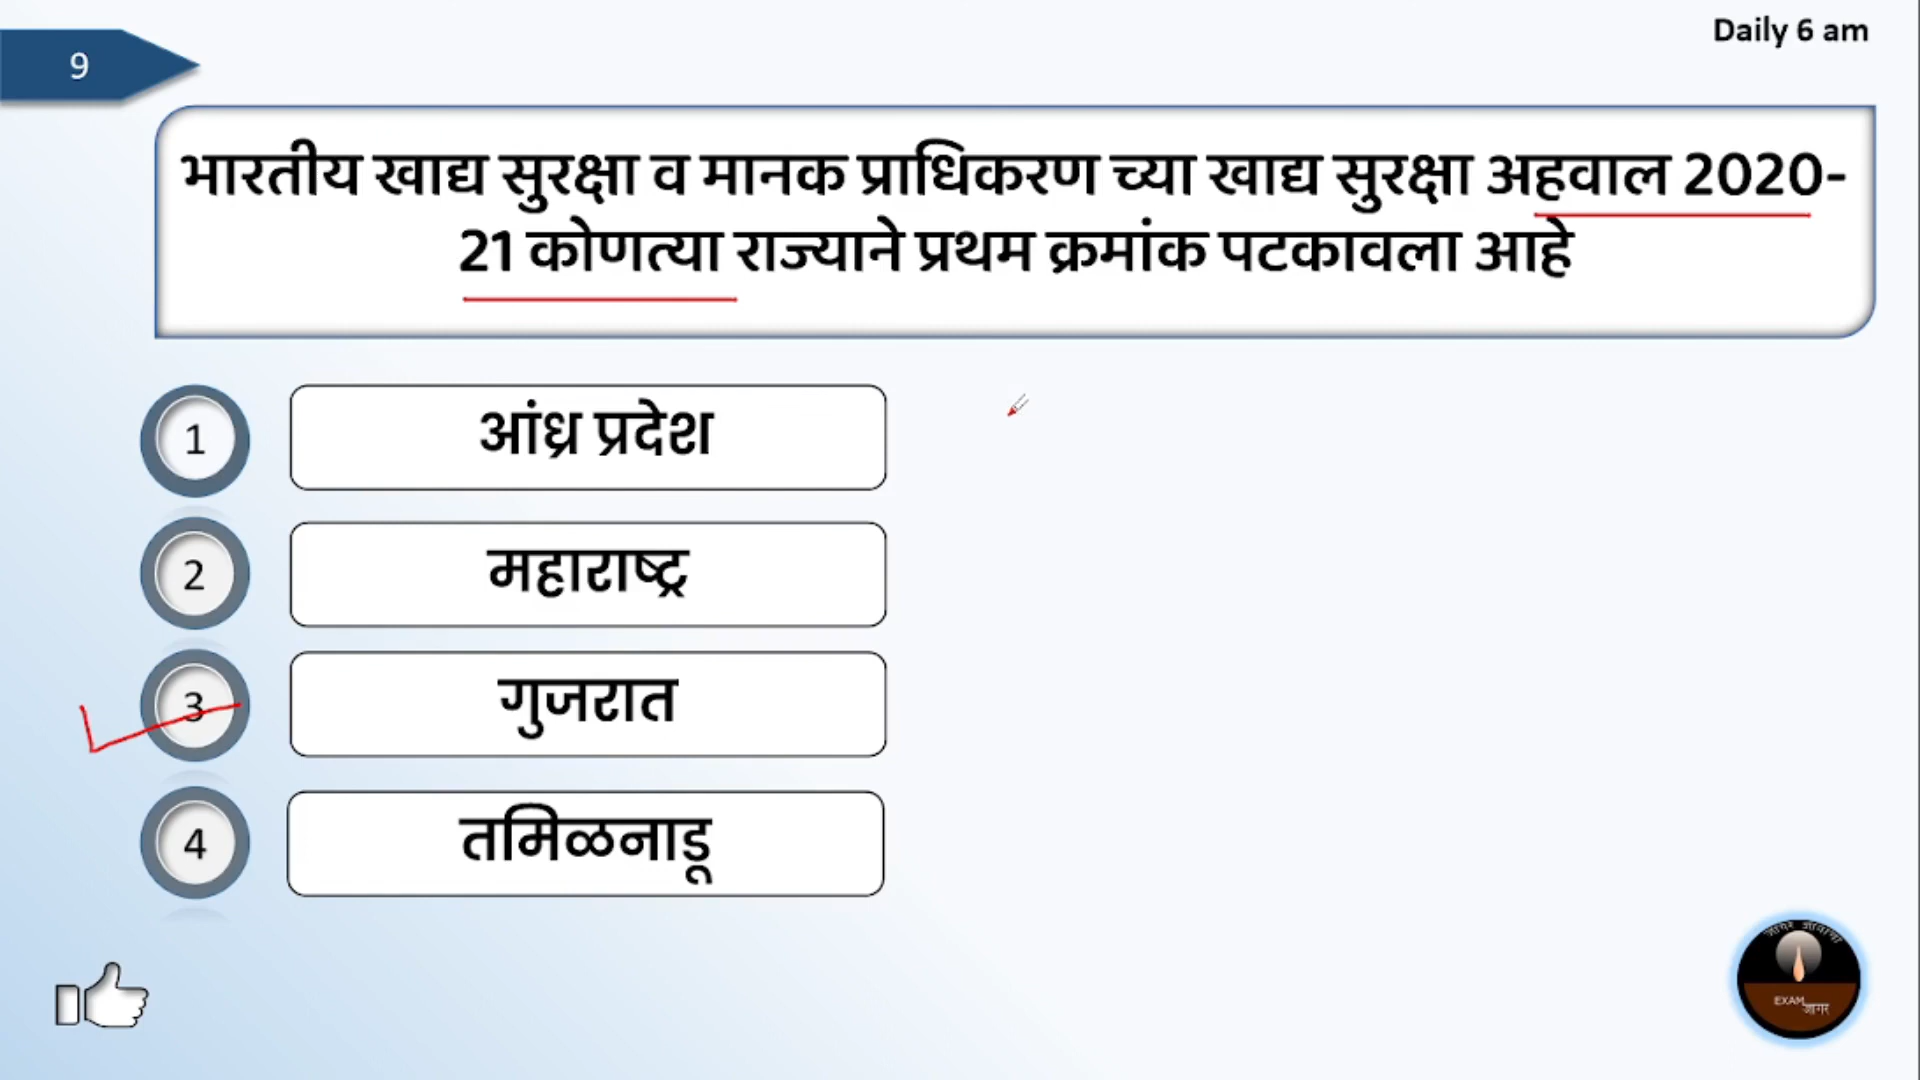 Daily 6 am
9
भारतीय खाद्य सुरक्षा व मानक प्राधिकरण च्या खाद्य सुरक्षा अहवाल 2020-
21 कोणत्या राज्याने प्रथम क्रमांक पटकावला आहे
1
आंध्र प्रदेश
2
महाराष्ट्र
3
गुजरात
4
तमिळनाडू
EXAM
जागर